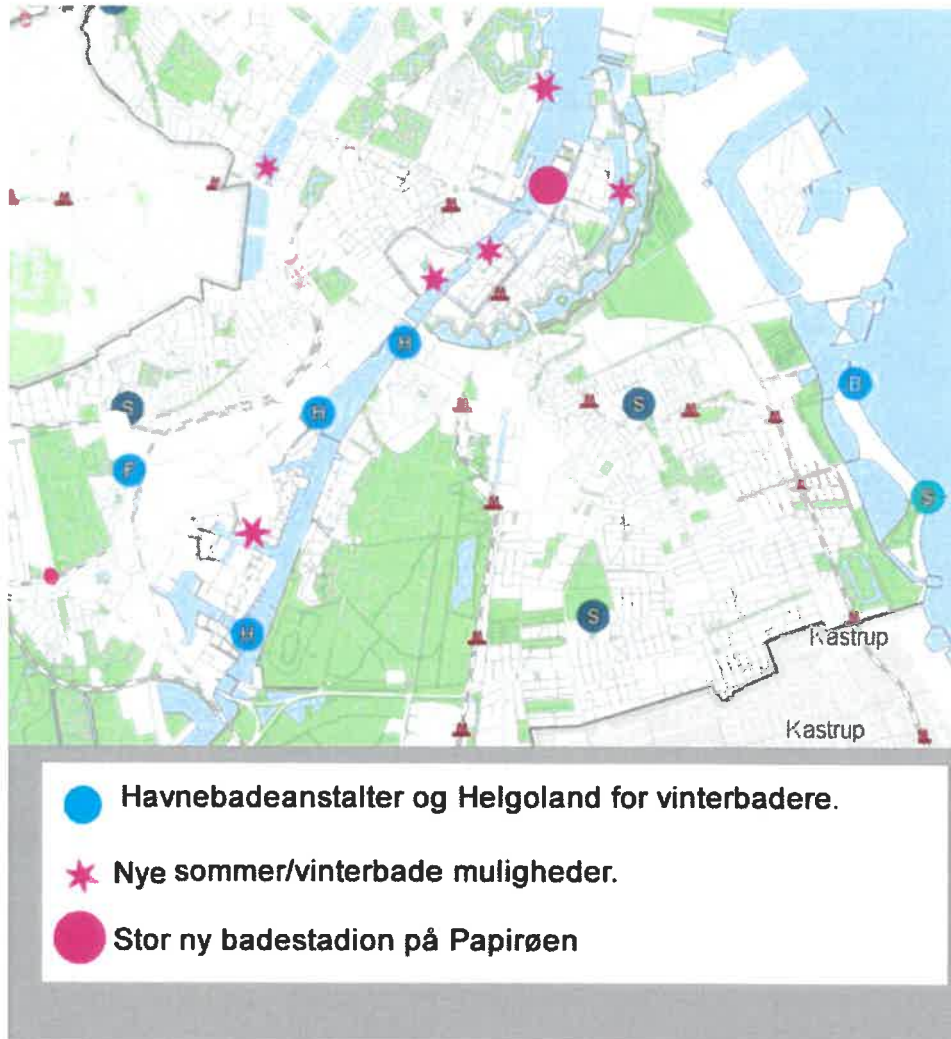 H
H
S
S
B
F
S
H
S
Kastrup
Kastrup
Havnebadeanstalter og Helgoland for vinterbadere.
Nye sommer/vinterbade muligheder.
Stor ny badestadion på Papirøen